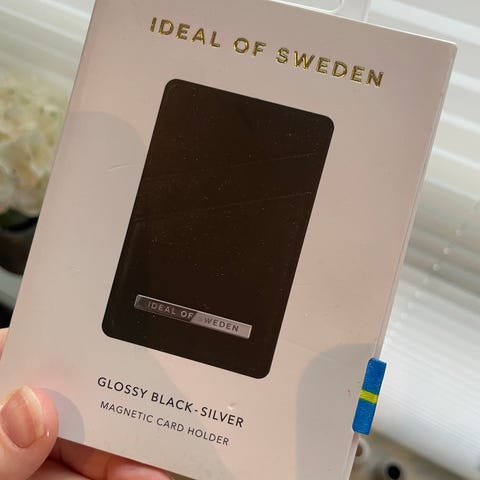 IDEAL OF SWEDEN
IDEAL OF SWEDEN
GLOSSY BLACK-SILVER
MAGNETIC CARD HOLDER